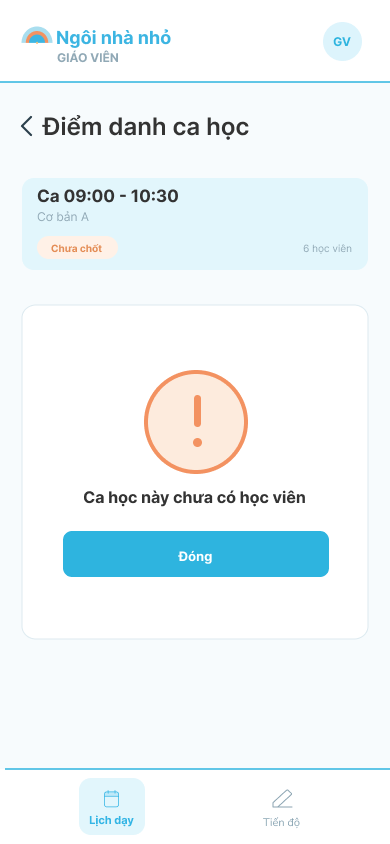 Ngôi nhà nhỏ
GIÁO VIÊN
GV
Điểm danh ca học
Ca 09:00 - 10:30
Cơ bản A
Chưa chốt
6 học viên
Ca học này chưa có học viên
Đóng
Lịch dạy
Tiến độ